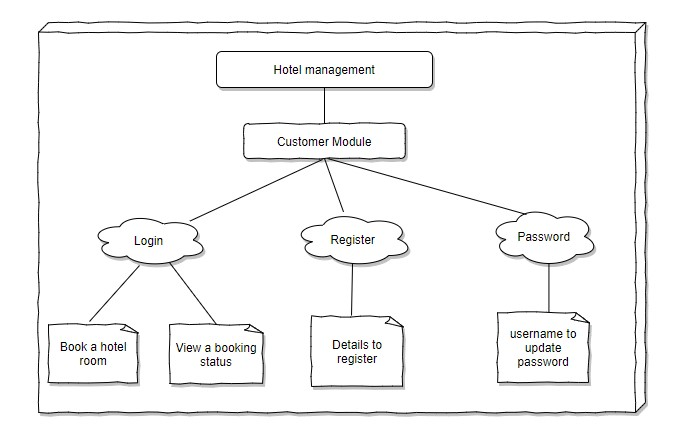 Hotel management
Customer Module
Login
Register
Password
Book a hotel
room
View a booking
status
Details to
register
username to
update
password